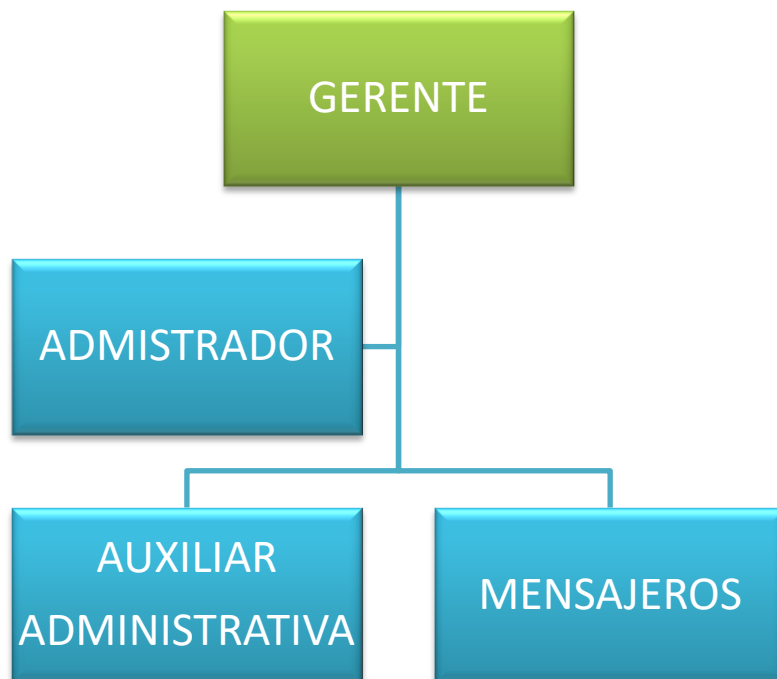 GERENTE
ADMISTRADOR
AUXILIAR
ADMINISTRATIVA
MENSAJEROS